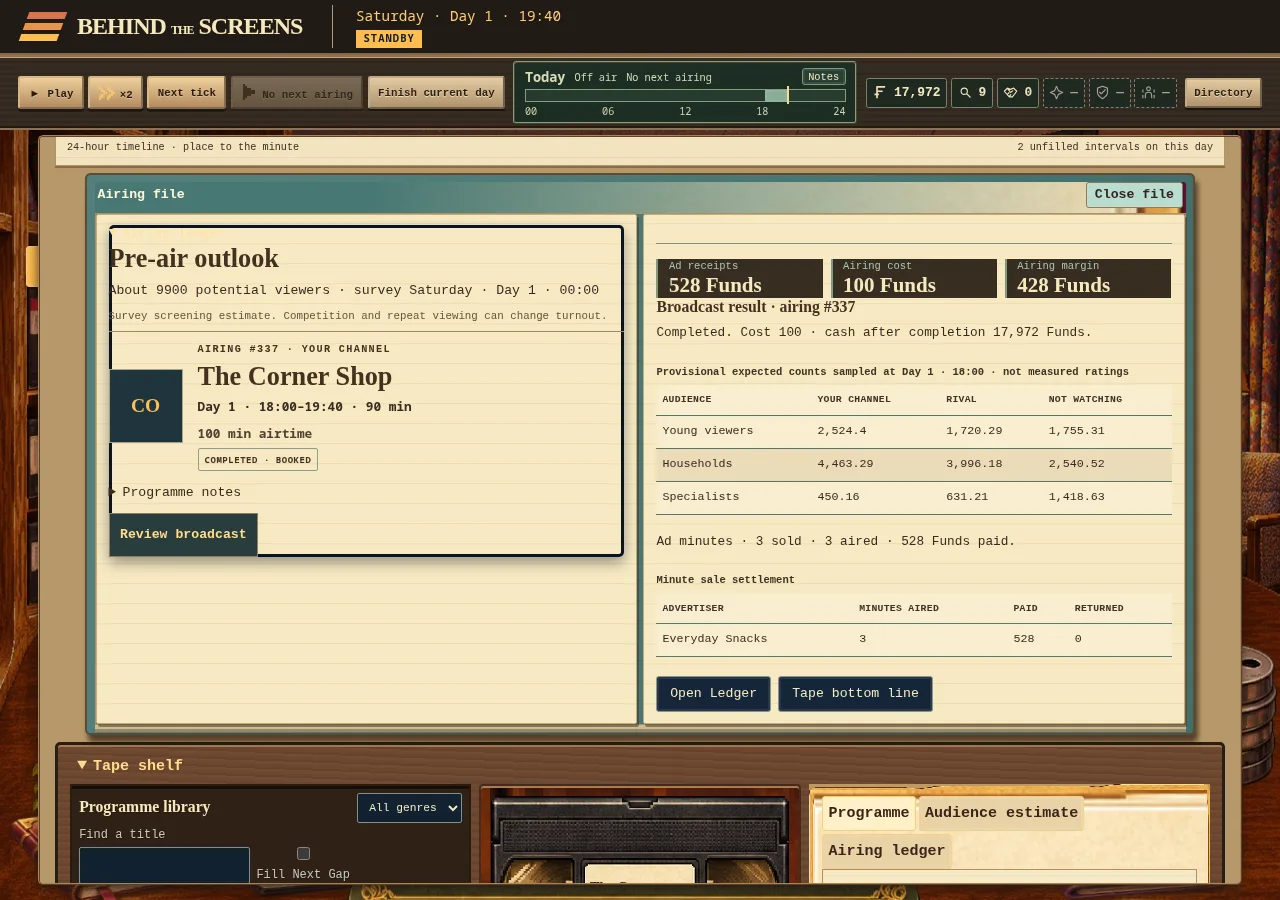 BEHIND THE SCREENS
Saturday · Day 1 · 19:40
STANDBY
Play
×2
Next tick
No next airing
Finish current day
Today Off air No next airing
Notes
00 06 12 18 24
17,972
9
0
—
—
—
Directory
24-hour timeline · place to the minute
2 unfilled intervals on this day
Airing file
Close file
Pre-air outlook
About 9900 potential viewers · survey Saturday · Day 1 · 00:00
Survey screening estimate. Competition and repeat viewing can change turnout.
AIRING #337 · YOUR CHANNEL
CO
The Corner Shop
Day 1 · 18:00–19:40 · 90 min
100 min airtime
COMPLETED · BOOKED
Programme notes
Review broadcast
Ad receipts
528 Funds
Airing cost
100 Funds
Airing margin
428 Funds
Broadcast result · airing #337
Completed. Cost 100 · cash after completion 17,972 Funds.
Provisional expected counts sampled at Day 1 · 18:00 · not measured ratings
AUDIENCE YOUR CHANNEL RIVAL NOT WATCHING
Young viewers 2,524.4 1,720.29 1,755.31
Households 4,463.29 3,996.18 2,540.52
Specialists 450.16 631.21 1,418.63
Ad minutes · 3 sold · 3 aired · 528 Funds paid.
Minute sale settlement
ADVERTISER MINUTES AIRED PAID RETURNED
Everyday Snacks 3 528 0
Open Ledger
Tape bottom line
Tape shelf
Programme library
All genres
Find a title
Fill Next Gap
Programme
Audience estimate
Airing ledger